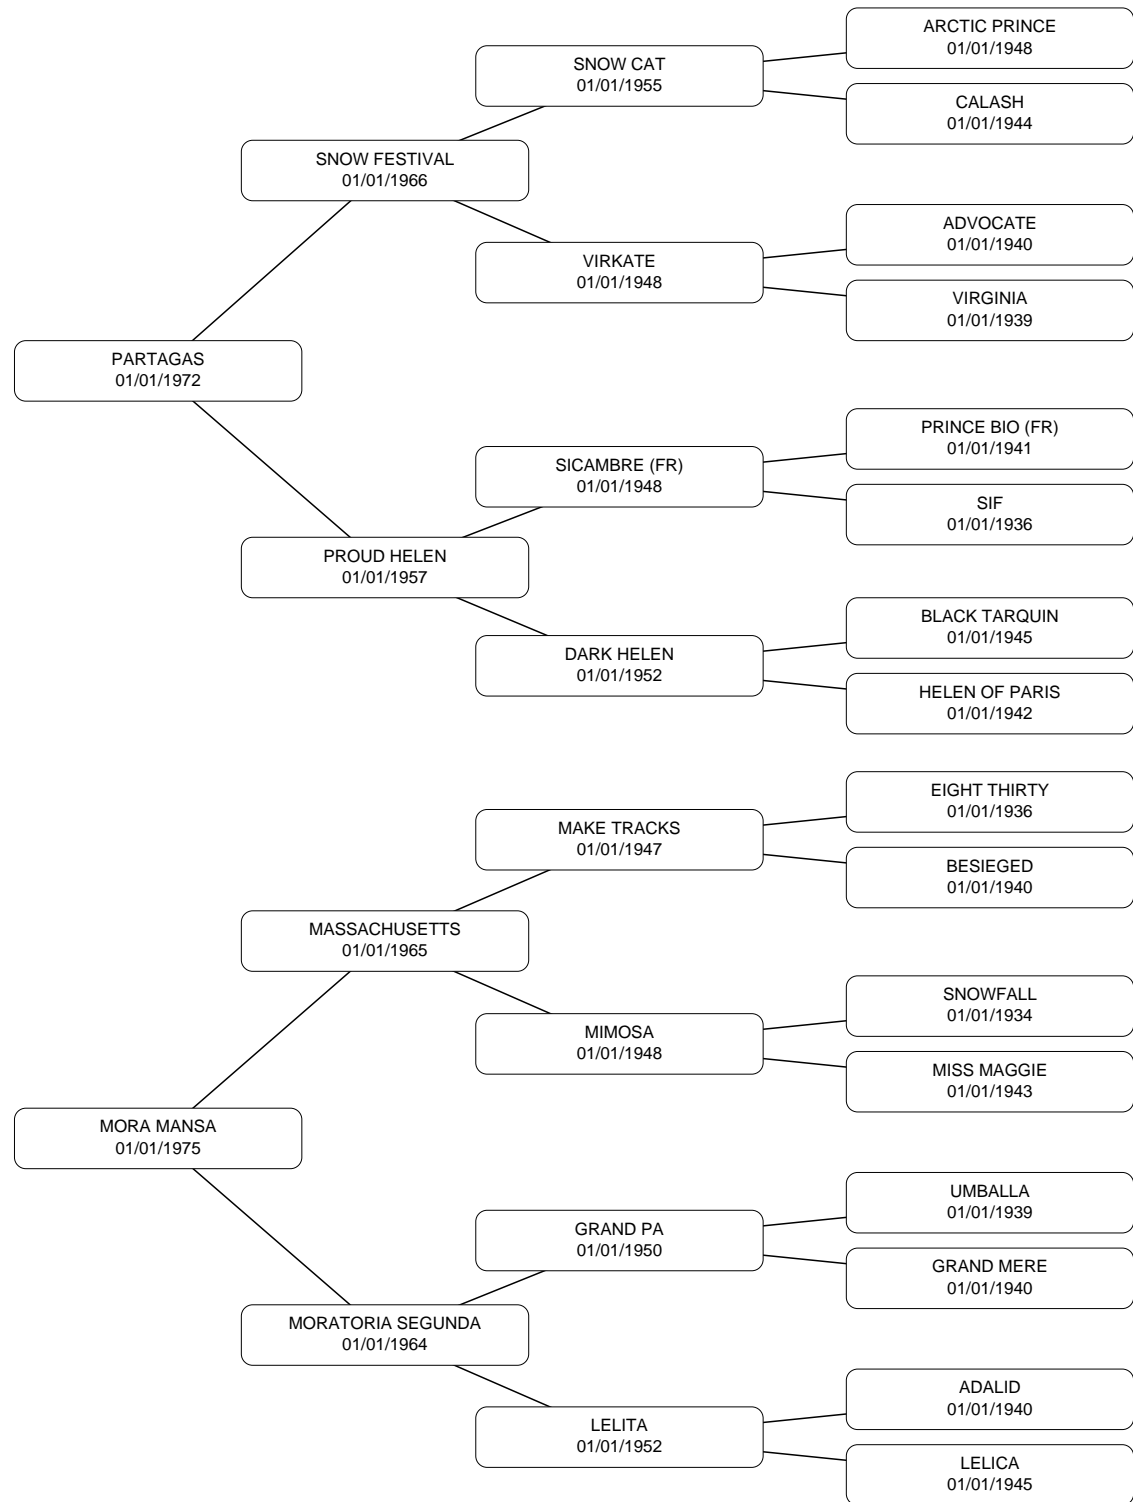 ARCTIC PRINCE
01/01/1948
SNOW CAT
01/01/1955
CALASH
01/01/1944
SNOW FESTIVAL
01/01/1966
ADVOCATE
01/01/1940
VIRKATE
01/01/1948
VIRGINIA
01/01/1939
PARTAGAS
01/01/1972
PRINCE BIO (FR)
01/01/1941
SICAMBRE (FR)
01/01/1948
SIF
01/01/1936
PROUD HELEN
01/01/1957
BLACK TARQUIN
01/01/1945
DARK HELEN
01/01/1952
HELEN OF PARIS
01/01/1942
EIGHT THIRTY
01/01/1936
MAKE TRACKS
01/01/1947
BESIEGED
01/01/1940
MASSACHUSETTS
01/01/1965
SNOWFALL
01/01/1934
MIMOSA
01/01/1948
MISS MAGGIE
01/01/1943
MORA MANSA
01/01/1975
UMBALLA
01/01/1939
GRAND PA
01/01/1950
GRAND MERE
01/01/1940
MORATORIA SEGUNDA
01/01/1964
ADALID
01/01/1940
LELITA
01/01/1952
LELICA
01/01/1945